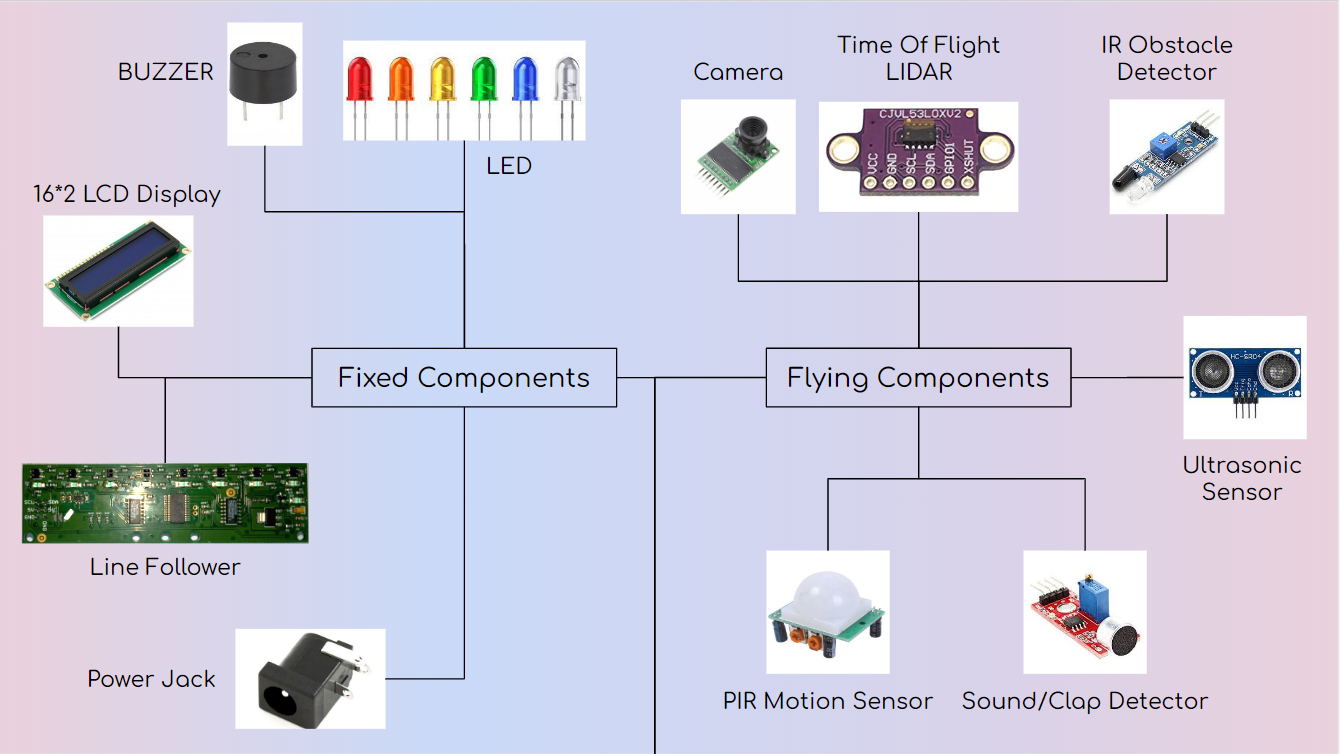 BUZZER
LED
Camera
Time Of Flight
LIDAR
IR Obstacle
Detector
CJVL53L0XV2
VCC
GND
SCL
SDA
GPIO1
XSHUT
16*2 LCD Display
Fixed Components
Flying Components
HC-SR04
T
R
Ultrasonic
Sensor
Line Follower
Power Jack
PIR Motion Sensor
Sound/Clap Detector